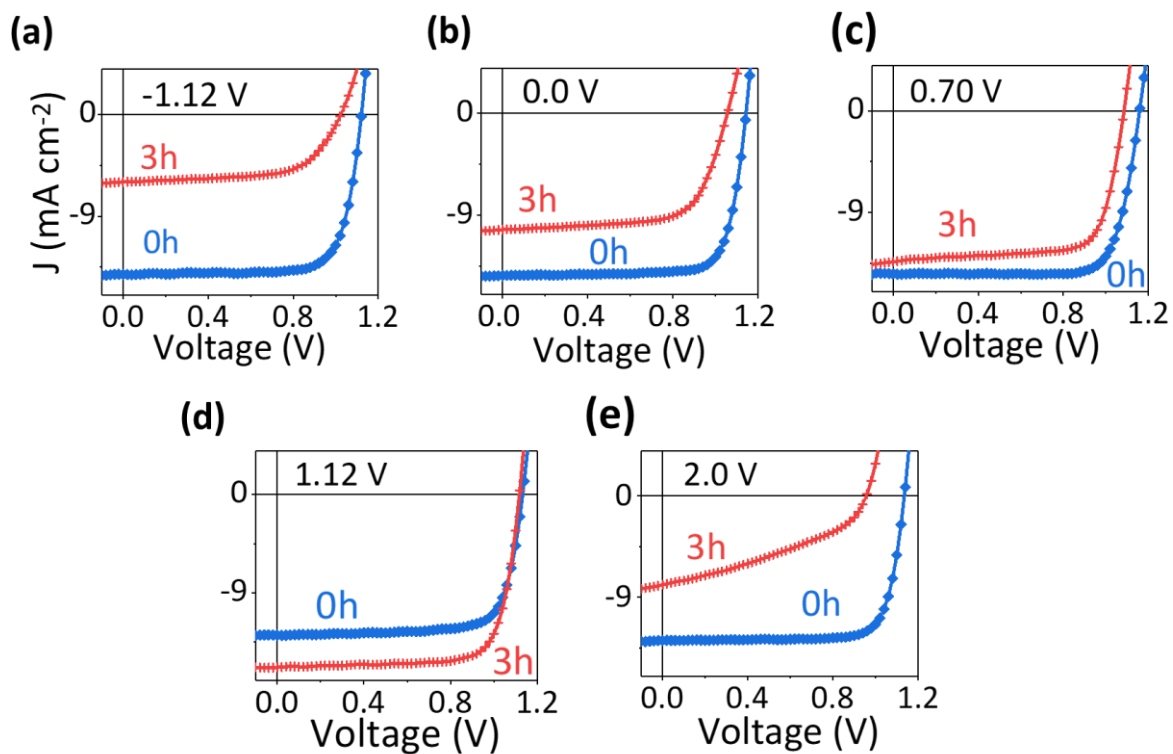 (a)
-1.12 V
0
3h
-9
0h
J (mA cm-2)
0.0 0.4 0.8 1.2
Voltage (V)
(b)
0.0 V
0
3h
-9
0h
0.0 0.4 0.8 1.2
Voltage (V)
(c)
0.70 V
0
-9
3h
0h
0.0 0.4 0.8 1.2
Voltage (V)
(d)
1.12 V
0
-9
0h
3h
0.0 0.4 0.8 1.2
Voltage (V)
(e)
2.0 V
0
3h
-9
0h
0.0 0.4 0.8 1.2
Voltage (V)